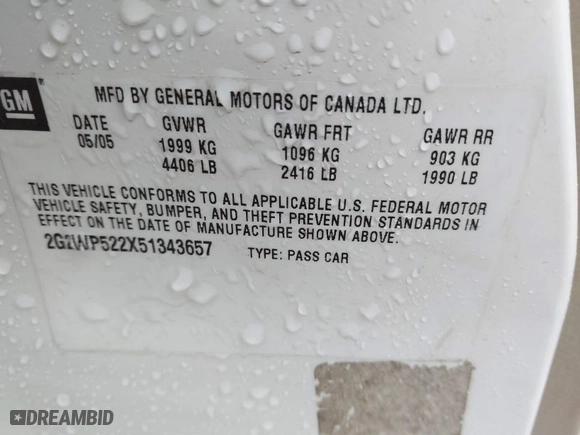 GM
MFD BY GENERAL MOTORS OF CANADA LTD.
DATE GVWR GAWR FRT GAWR RR
05/05 1999 KG 1096 KG 903 KG
4406 LB 2416 LB 1990 LB
THIS VEHICLE CONFORMS TO ALL APPLICABLE U.S. FEDERAL MOTOR
VEHICLE SAFETY, BUMPER, AND THEFT PREVENTION STANDARDS IN
EFFECT ON THE DATE OF MANUFACTURE SHOWN ABOVE.
2G2WP522X51343657 TYPE: PASS CAR
DREAMBID